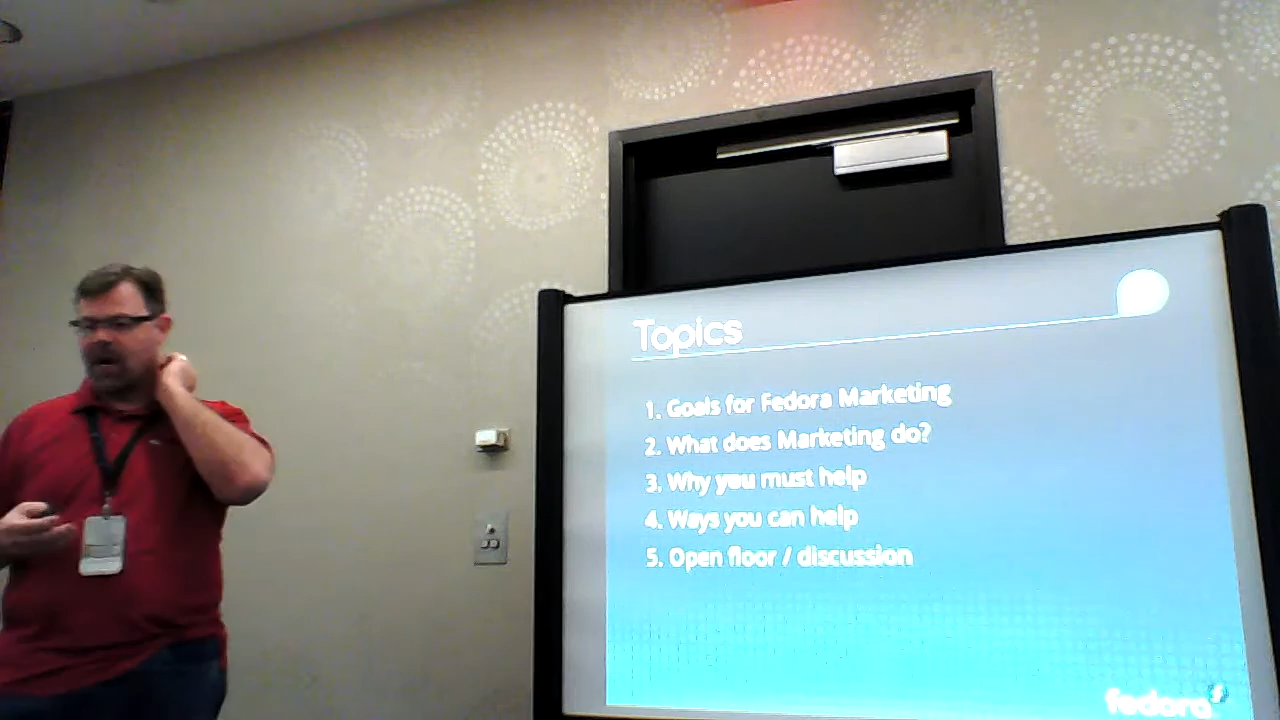 Topics
1. Goals for Fedora Marketing
2. What does Marketing do?
3. Why you must help
4. Ways you can help
5. Open floor / discussion
fedora